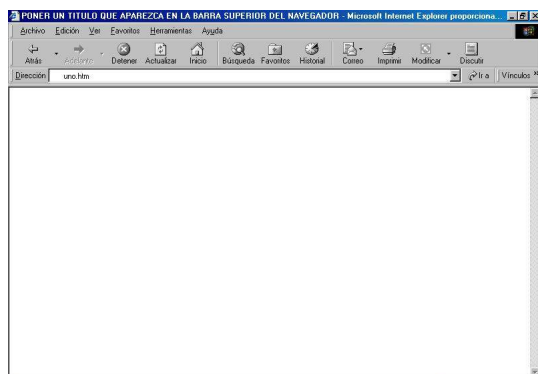 PONER UN TITULO QUE APAREZCA EN LA BARRA SUPERIOR DEL NAVEGADOR - Microsoft Internet Explorer proporciona...
Archivo Edición Ver Favoritos Herramientas Ayuda
Atrás Adelante Detener Actualizar Inicio Búsqueda Favoritos Historial Correo Imprimir Modificar Discutir
Dirección uno.htm Ir a Vínculos »